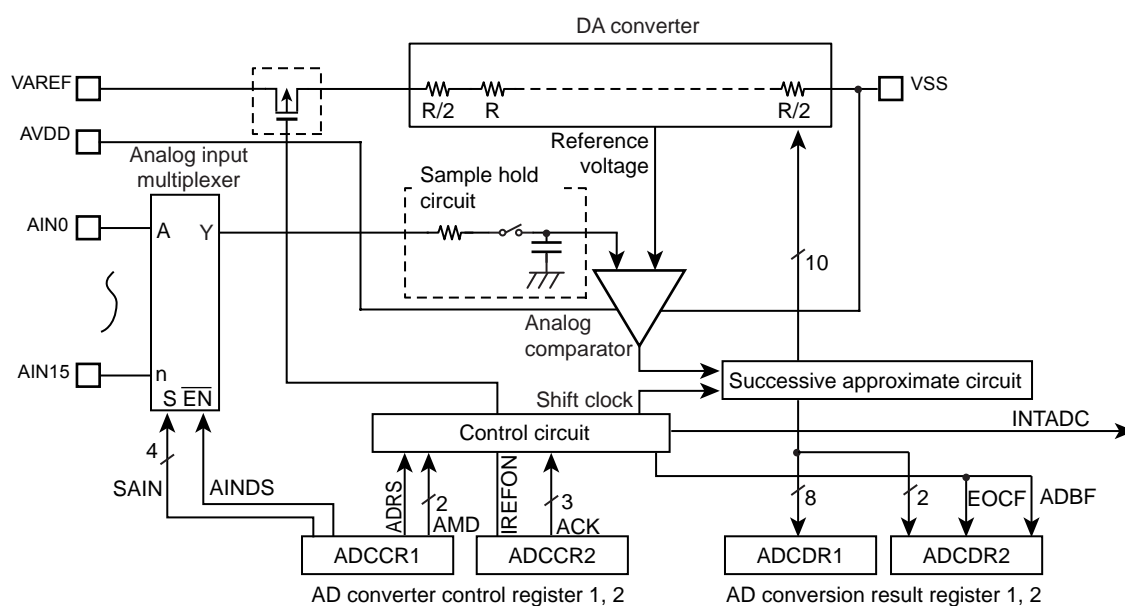 DA converter
VAREF
VSS
R/2
R
R/2
AVDD
Analog input
multiplexer
Reference
voltage
Sample hold
circuit
AIN0
A
Y
10
Analog
comparator
AIN15
n
S EN
Successive approximate circuit
Shift clock
INTADC
Control circuit
4
SAIN
AINDS
ADRS
2
AMD
IREFON
3
ACK
8
2
EOCF
ADBF
ADCCR1
ADCCR2
ADCDR1
ADCDR2
AD converter control register 1, 2
AD conversion result register 1, 2